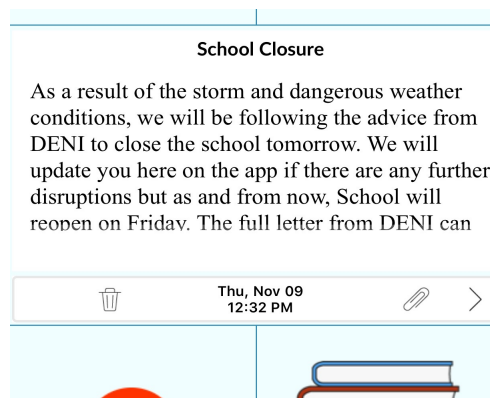 School Closure
As a result of the storm and dangerous weather
conditions, we will be following the advice from
DENI to close the school tomorrow. We will
update you here on the app if there are any further
disruptions but as and from now, School will
reopen on Friday. The full letter from DENI can
Thu, Nov 09
12:32 PM